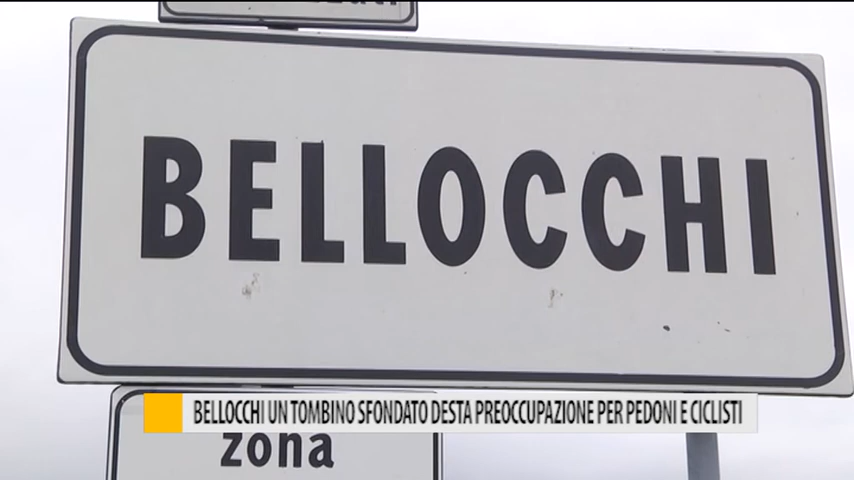 BELLOCCHI
BELLOCCHI UN TOMBINO SFONDATO DESTA PREOCCUPAZIONE PER PEDONI E CICLISTI
zona